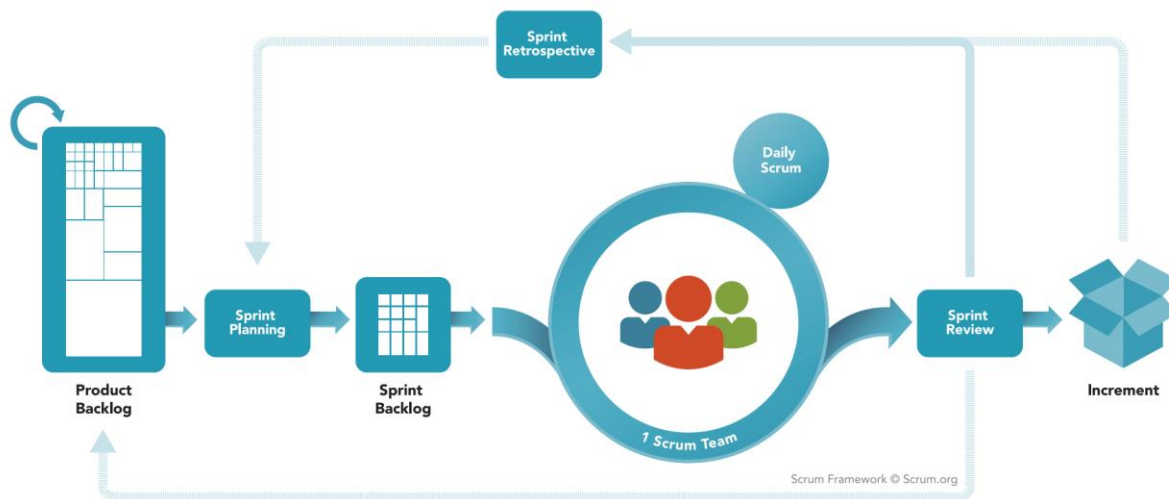 Sprint
Retrospective
Daily
Scrum
Sprint
Planning
Sprint
Review
Product
Backlog
Sprint
Backlog
Increment
1 Scrum Team
Scrum Framework © Scrum.org